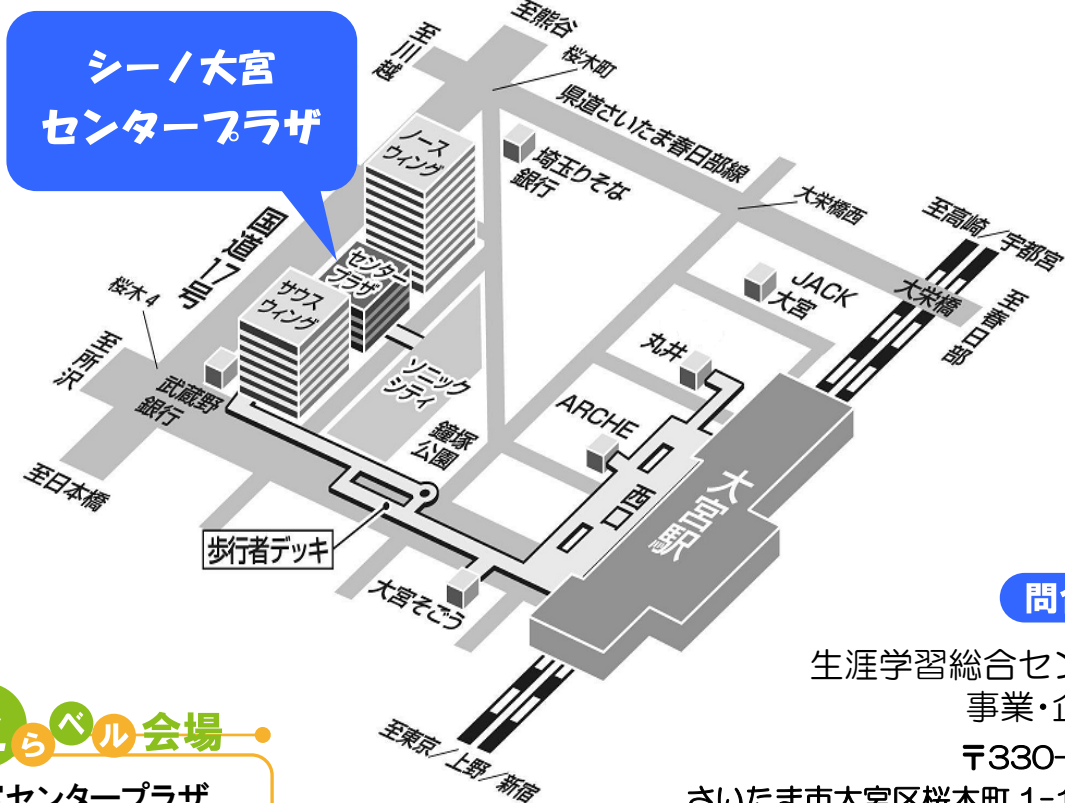 シーノ大宮
センタープラザ
至熊谷
至川越
桜木町
県道さいたま春日部線
ノース
ウィング
埼玉りそな
銀行
大栄橋西
至高崎/宇都宮
国道17号
センター
プラザ
サウス
ウィング
桜木4
JACK
大宮
大栄橋
至春日部
至所沢
丸井
武蔵野
銀行
ソニック
シティ
ARCHE
鐘塚
公園
至日本橋
西口
大宮駅
歩行者デッキ
大宮そごう
至東京/上野/新宿
問
生涯学習総合セン
事業・企
〒330-
さいたま市大宮区桜木町 1-1
らベル会場
センタープラザ